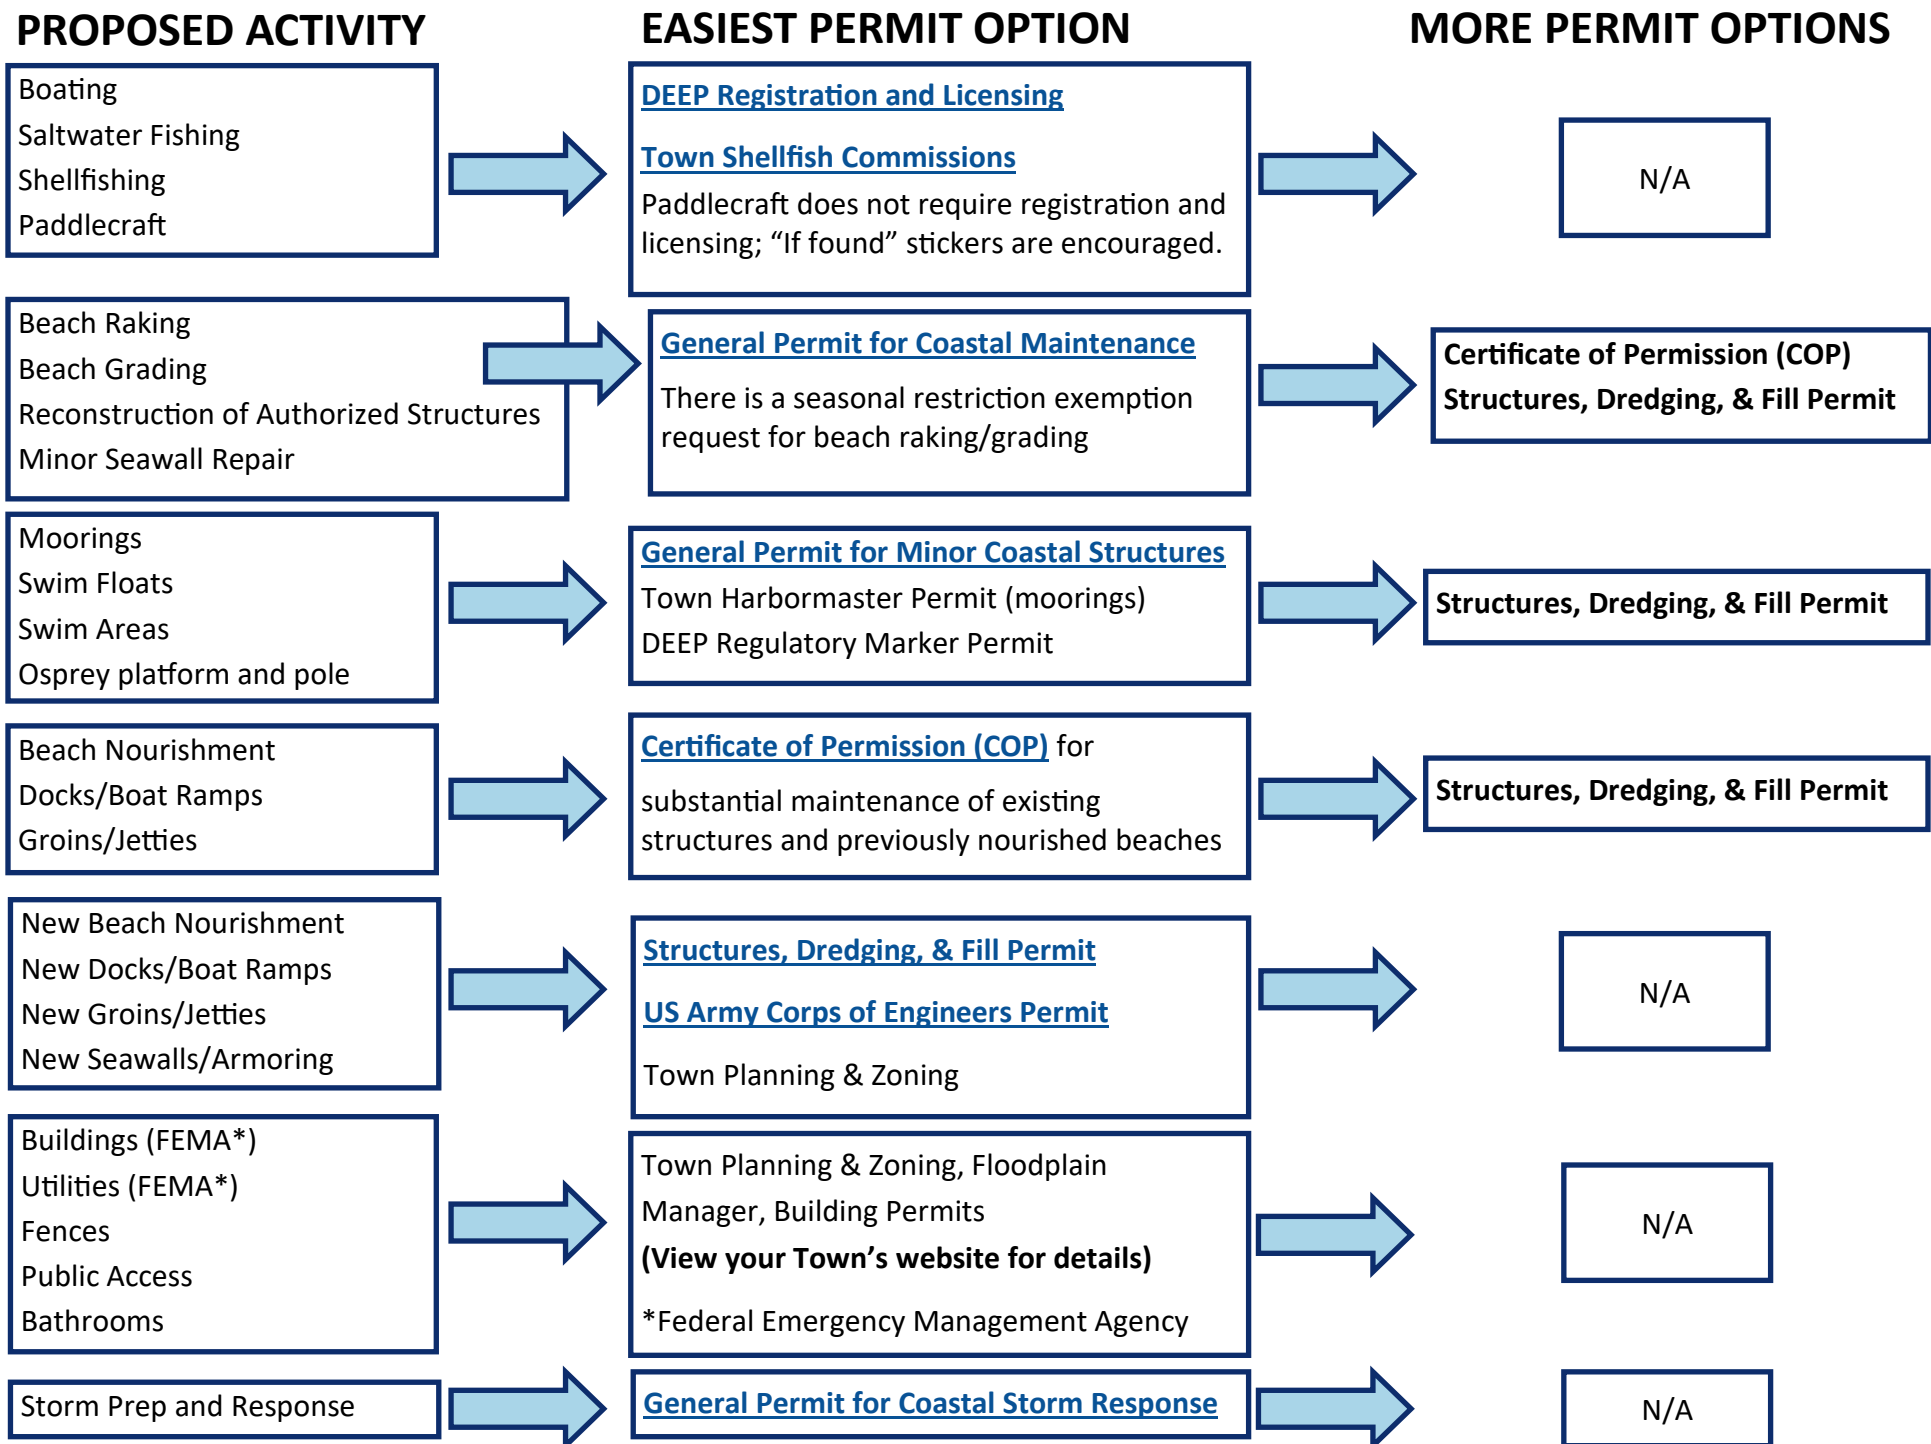 PROPOSED ACTIVITY
EASIEST PERMIT OPTION
MORE PERMIT OPTIONS
Boating
Saltwater Fishing
Shellfishing
Paddlecraft
DEEP Registration and Licensing
Town Shellfish Commissions
Paddlecraft does not require registration and
licensing; “If found” stickers are encouraged.
N/A
Beach Raking
Beach Grading
Reconstruction of Authorized Structures
Minor Seawall Repair
General Permit for Coastal Maintenance
There is a seasonal restriction exemption
request for beach raking/grading
Certificate of Permission (COP)
Structures, Dredging, & Fill Permit
Moorings
Swim Floats
Swim Areas
Osprey platform and pole
General Permit for Minor Coastal Structures
Town Harbormaster Permit (moorings)
DEEP Regulatory Marker Permit
Structures, Dredging, & Fill Permit
Beach Nourishment
Docks/Boat Ramps
Groins/Jetties
Certificate of Permission (COP) for
substantial maintenance of existing
structures and previously nourished beaches
Structures, Dredging, & Fill Permit
New Beach Nourishment
New Docks/Boat Ramps
New Groins/Jetties
New Seawalls/Armoring
Structures, Dredging, & Fill Permit
US Army Corps of Engineers Permit
Town Planning & Zoning
N/A
Buildings (FEMA*)
Utilities (FEMA*)
Fences
Public Access
Bathrooms
Town Planning & Zoning, Floodplain
Manager, Building Permits
(View your Town’s website for details)
*Federal Emergency Management Agency
N/A
Storm Prep and Response
General Permit for Coastal Storm Response
N/A